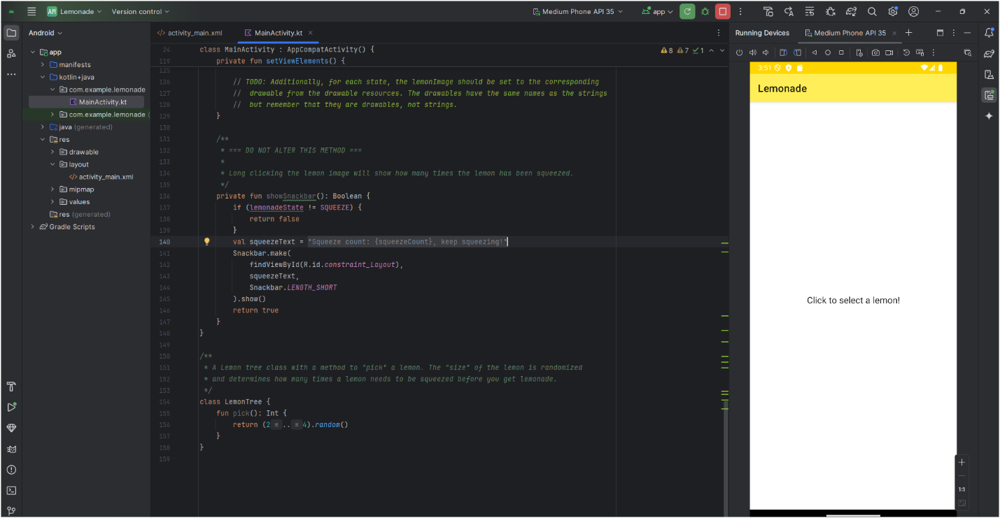 AM Lemonade Version control Medium Phone API 35 app
Android activity_main.xml MainActivity.kt Running Devices Medium Phone API 35
app
manifests
kotlin+java
com.example.lemonade
MainActivity.kt
com.example.lemonade (
java (generated)
res
drawable
layout
activity_main.xml
mipmap
values
res (generated)
Gradle Scripts
24 class MainActivity : AppCompatActivity() { 8 7 1
119 private fun setViewElements() {
125
126 // TODO: Additionally, for each state, the lemonImage should be set to the corresponding
127 // drawable from the drawable resources. The drawables have the same names as the strings
128 // but remember that they are drawables, not strings.
129 }
130
131 /**
132 * === DO NOT ALTER THIS METHOD ===
133 *
134 * Long clicking the lemon image will show how many times the lemon has been squeezed.
135 */
136 private fun showSnackbar(): Boolean {
137 if (lemonadeState != SQUEEZE) {
138 return false
139 }
140 val squeezeText = "Squeeze count: {squeezeCount}, keep squeezing!"
141 Snackbar.make(
142 findViewById(R.id.constraint_Layout),
143 squeezeText,
144 Snackbar.LENGTH_SHORT
145 ).show()
146 return true
147 }
148 }
149
150 /**
151 * A Lemon tree class with a method to "pick" a lemon. The "size" of the lemon is randomized
152 * and determines how many times a lemon needs to be squeezed before you get lemonade.
153 */
154 class LemonTree {
155 fun pick(): Int {
156 return (2 ≤ .. ≤ 4).random()
157 }
158 }
159
3:51
Lemonade
Click to select a lemon!
1:1